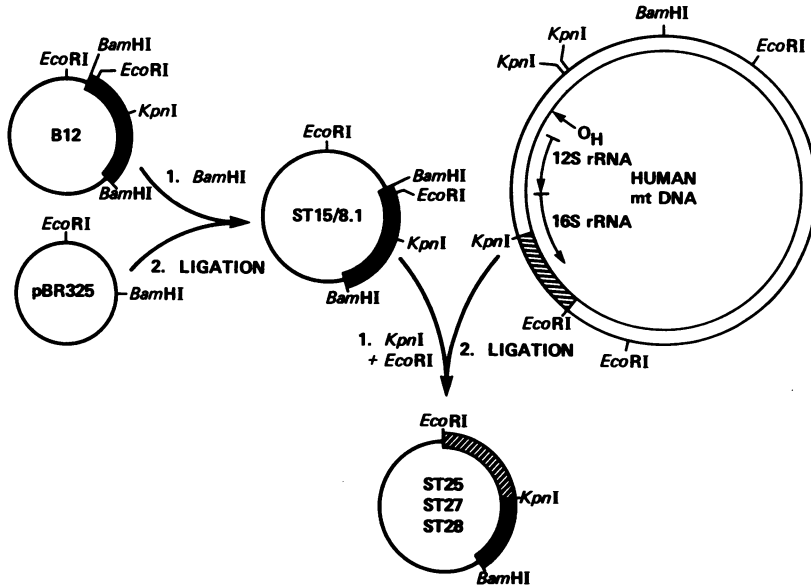 BamHI
EcoRI
EcoRI
KpnI
B12
BamHI
1. BamHI
EcoRI
pBR325
BamHI
2. LIGATION
EcoRI
BamHI
EcoRI
ST15/8.1
KpnI
BamHI
BamHI
KpnI
EcoRI
KpnI
OH
12S rRNA
HUMAN
mt DNA
16S rRNA
KpnI
EcoRI
EcoRI
1. KpnI
+ EcoRI
2. LIGATION
EcoRI
ST25
ST27
ST28
KpnI
BamHI